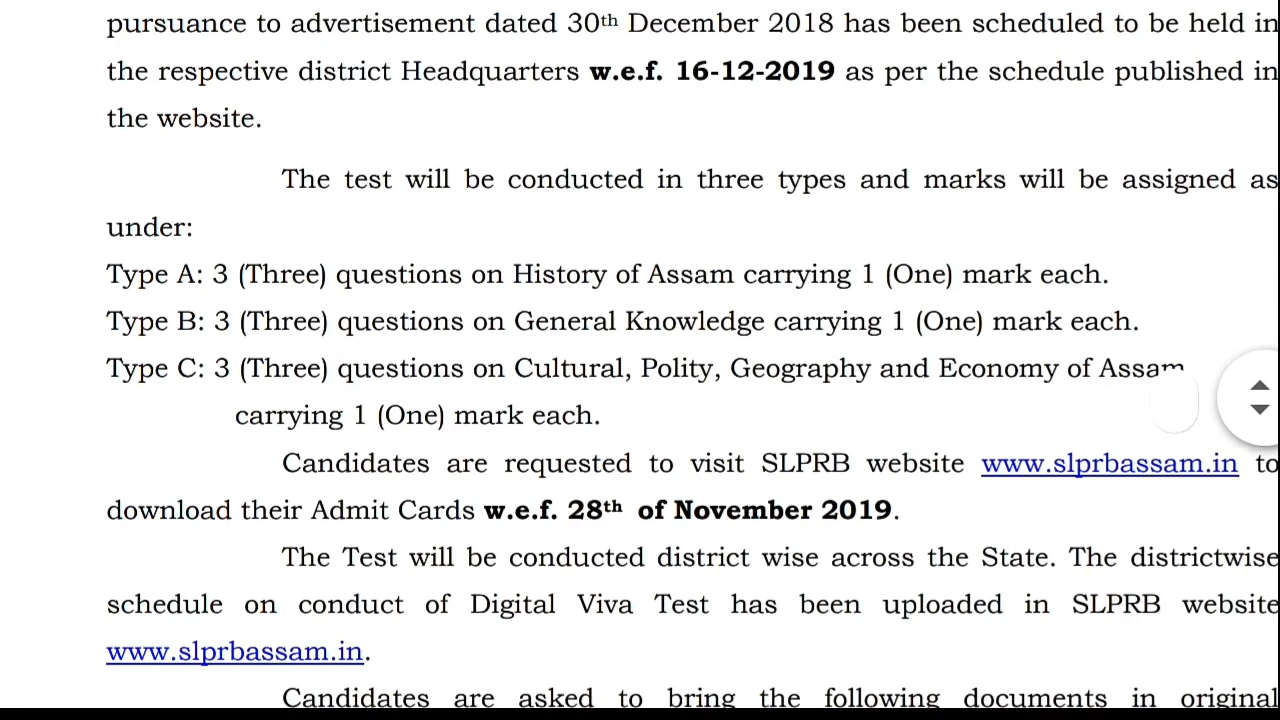 pursuance to advertisement dated 30th December 2018 has been scheduled to be held in
the respective district Headquarters w.e.f. 16-12-2019 as per the schedule published in
the website.
The test will be conducted in three types and marks will be assigned as
under:
Type A: 3 (Three) questions on History of Assam carrying 1 (One) mark each.
Type B: 3 (Three) questions on General Knowledge carrying 1 (One) mark each.
Type C: 3 (Three) questions on Cultural, Polity, Geography and Economy of Assam
carrying 1 (One) mark each.
Candidates are requested to visit SLPRB website www.slprbassam.in to
download their Admit Cards w.e.f. 28th of November 2019.
The Test will be conducted district wise across the State. The districtwise
schedule on conduct of Digital Viva Test has been uploaded in SLPRB website
www.slprbassam.in.
Candidates are asked to bring the following documents in original